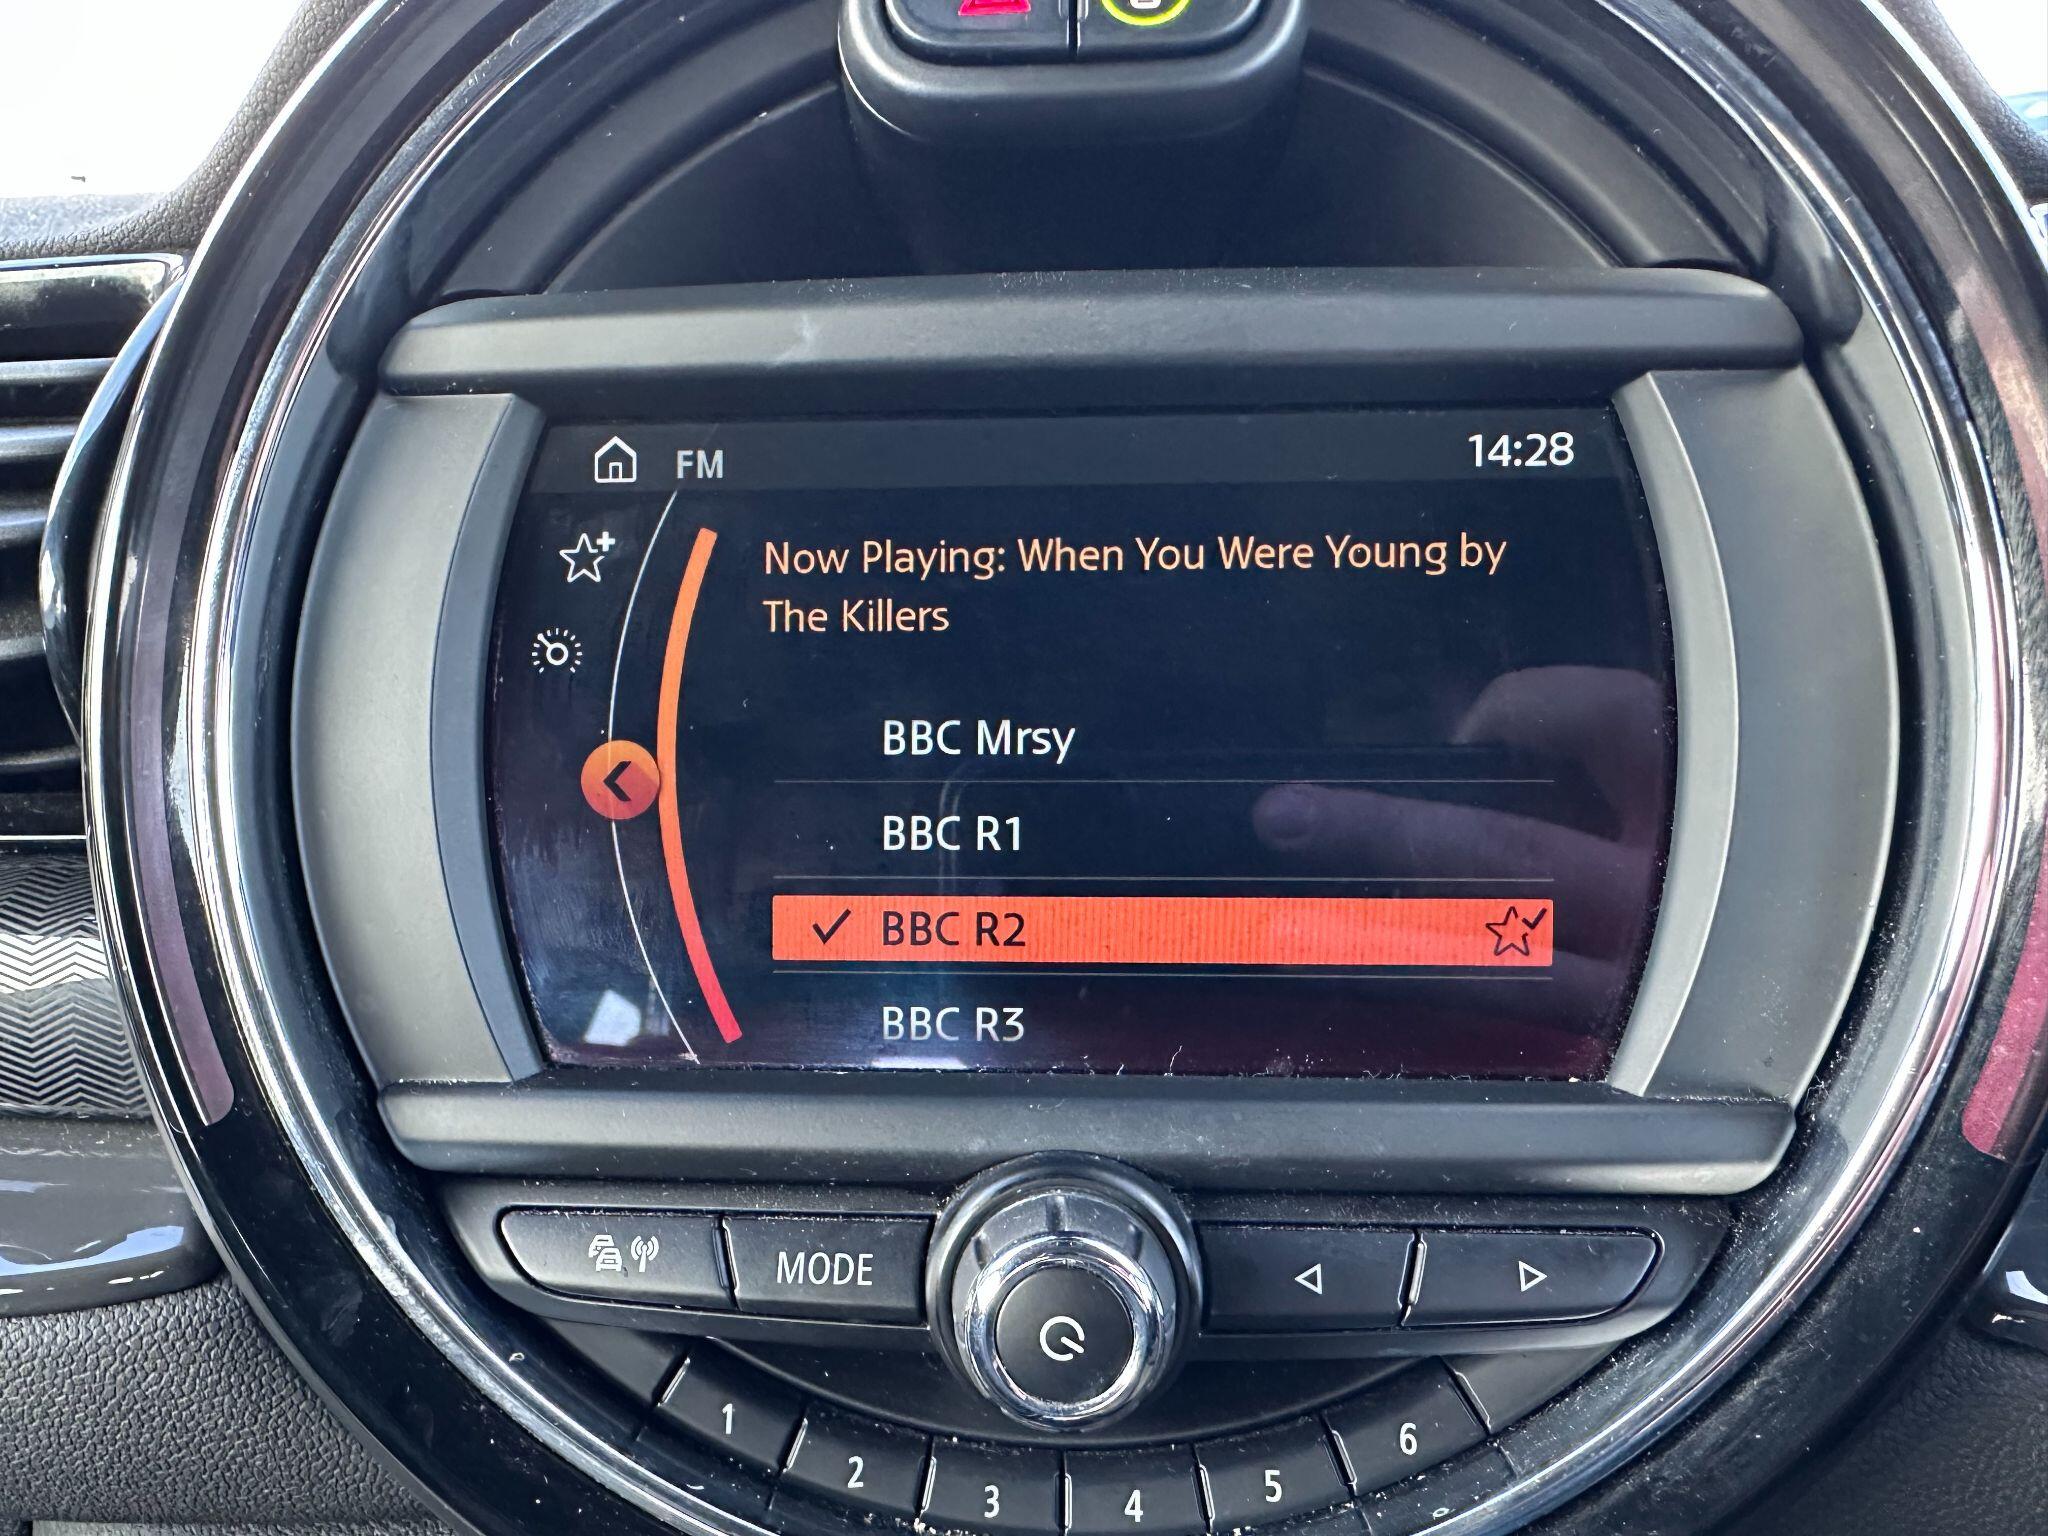 FM
14:28
Now Playing: When You Were Young by
The Killers
BBC Mrsy
BBC R1
BBC R2
BBC R3
MODE
1
2
3
4
5
6